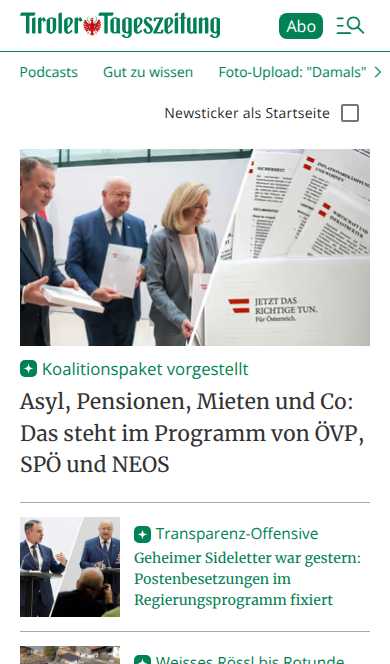 Tiroler Tageszeitung
Abo
Podcasts Gut zu wissen Foto-Upload: "Damals"
Newsticker als Startseite
JETZT DAS
RICHTIGE TUN.
Für Österreich.
Koalitionspaket vorgestellt
Asyl, Pensionen, Mieten und Co:
Das steht im Programm von ÖVP,
SPÖ und NEOS
Transparenz-Offensive
Geheimer Sideletter war gestern:
Postenbesetzungen im
Regierungsprogramm fixiert
Weisses Rössl bis Rotunde